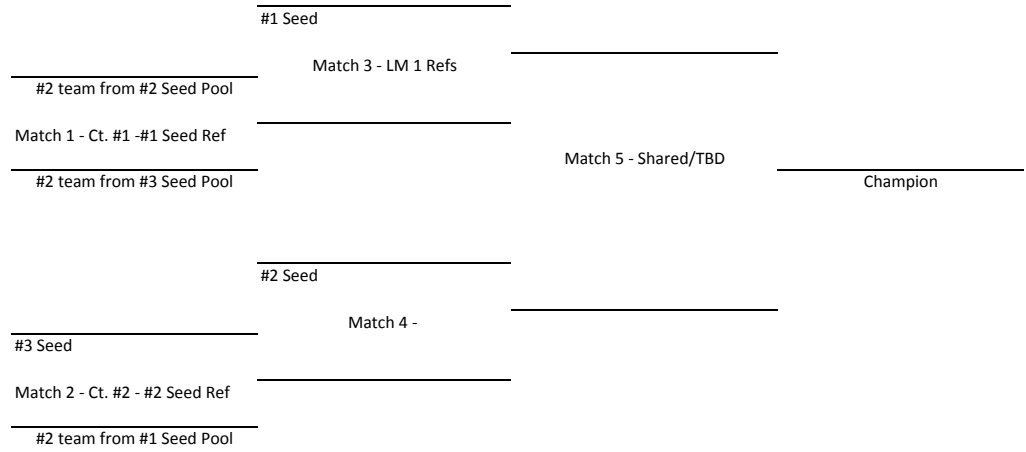 #1 Seed
Match 3 - LM 1 Refs
#2 team from #2 Seed Pool
Match 1 - Ct. #1 -#1 Seed Ref
Match 5 - Shared/TBD
#2 team from #3 Seed Pool
Champion
#2 Seed
Match 4 -
#3 Seed
Match 2 - Ct. #2 - #2 Seed Ref
#2 team from #1 Seed Pool